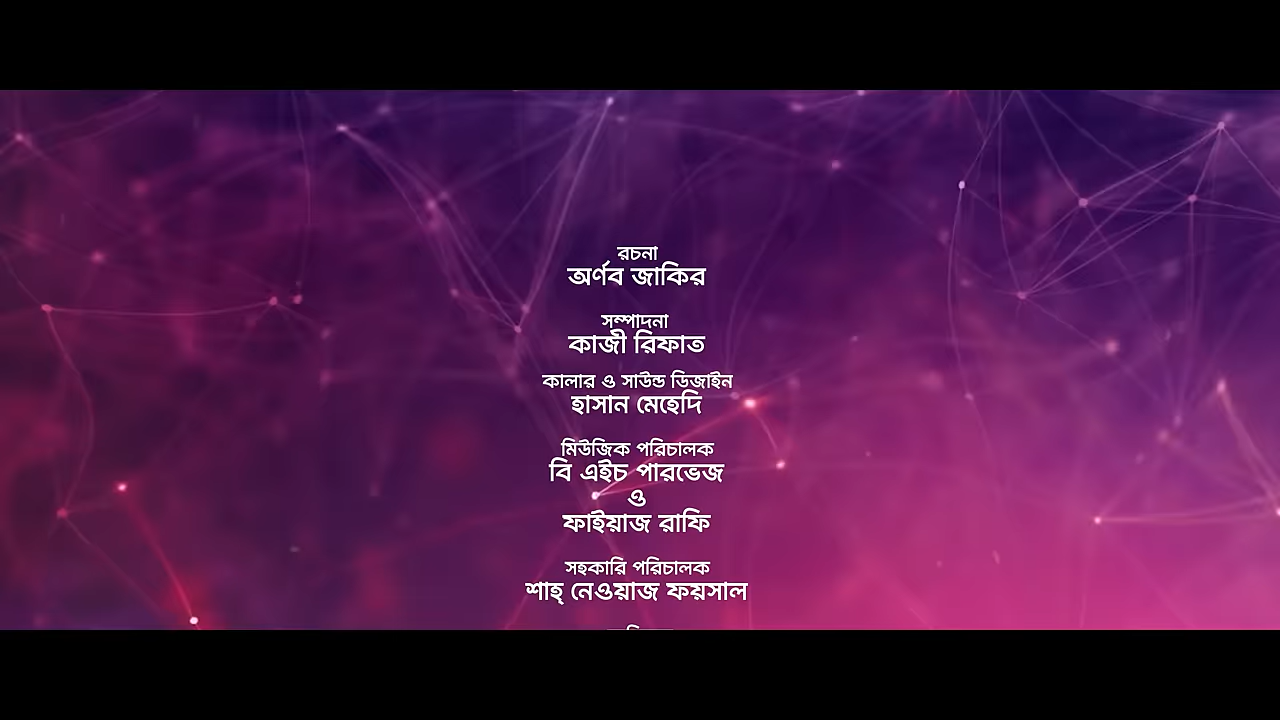 রচনা
অর্ণব জাকির
সম্পাদনা
কাজী রিফাত
কালার ও সাউন্ড ডিজাইন
হাসান মেহেদি
মিউজিক পরিচালক
বি এইচ পারভেজ
ও
ফাইয়াজ রাফি
সহকারি পরিচালক
শাহ্ নেওয়াজ ফয়সাল